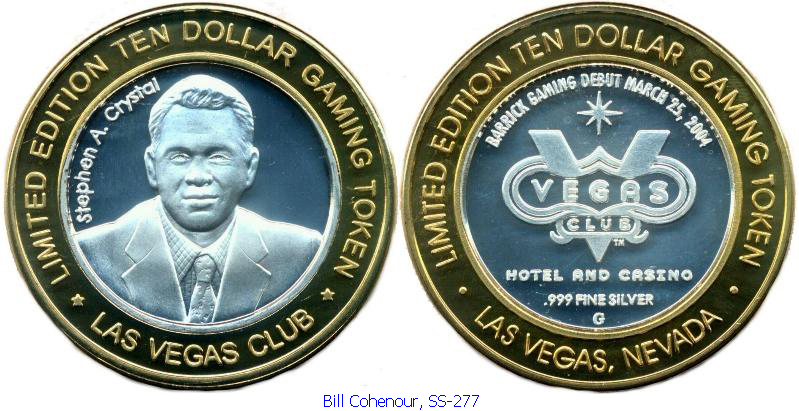 LIMITED EDITION TEN DOLLAR GAMING TOKEN
Stephen A. Crystal
LAS VEGAS CLUB
LIMITED EDITION TEN DOLLAR GAMING TOKEN
BARRICK GAMING DEBUT MARCH 25, 2004
VEGAS
CLUB
TM
HOTEL AND CASINO
.999 FINE SILVER
G
LAS VEGAS, NEVADA
Bill Cohenour, SS-277